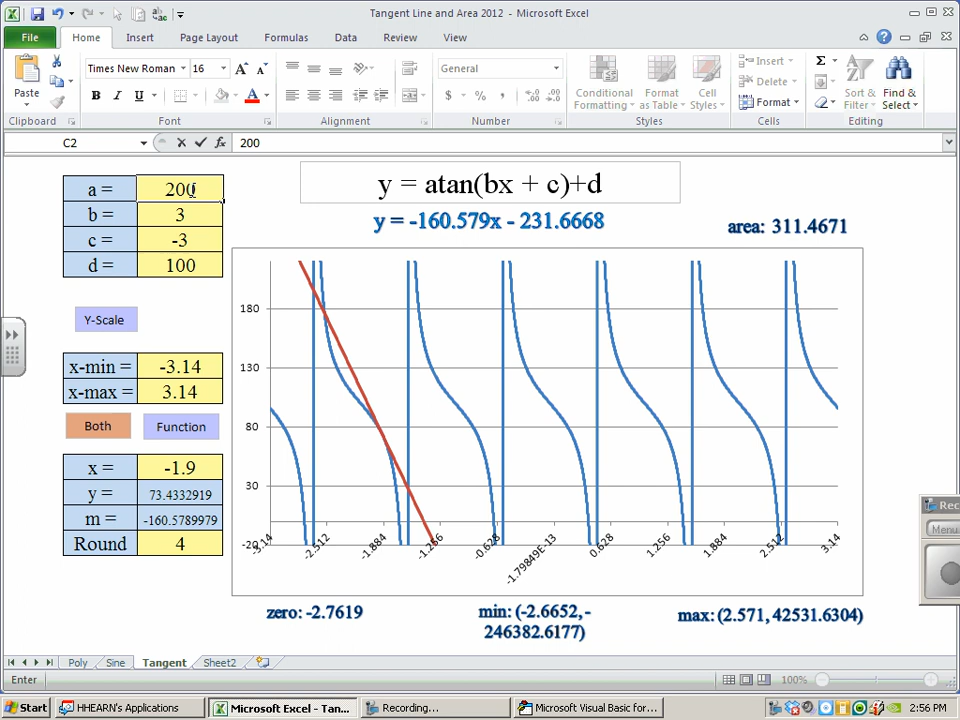 Tangent Line and Area 2012 - Microsoft Excel
File Home Insert Page Layout Formulas Data Review View
Paste
Times New Roman 16 A A
B I U A
General
$ % ,
Conditional Formatting
Format as Table
Cell Styles
Insert
Delete
Format
Σ
Sort & Filter
Find & Select
Clipboard Font Alignment Number Styles Cells Editing
C2 fx 200
a = 200
b = 3
c = -3
d = 100
Y-Scale
x-min = -3.14
x-max = 3.14
Both Function
x = -1.9
y = 73.4332919
m = -160.5789979
Round 4
y = atan(bx + c)+d
y = -160.579x - 231.6668
area: 311.4671
180
130
80
30
-20
-3.14 -2.512 -1.884 -1.256 -0.628 -1.79849E-13 0.628 1.256 1.884 2.512 3.14
zero: -2.7619
min: (-2.6652, -
246382.6177)
max: (2.571, 42531.6304)
Rec
Menu
Poly Sine Tangent Sheet2
Enter 100%
Start HHEARN's Applications Microsoft Excel - Tan... Recording... Microsoft Visual Basic for... 2:56 PM